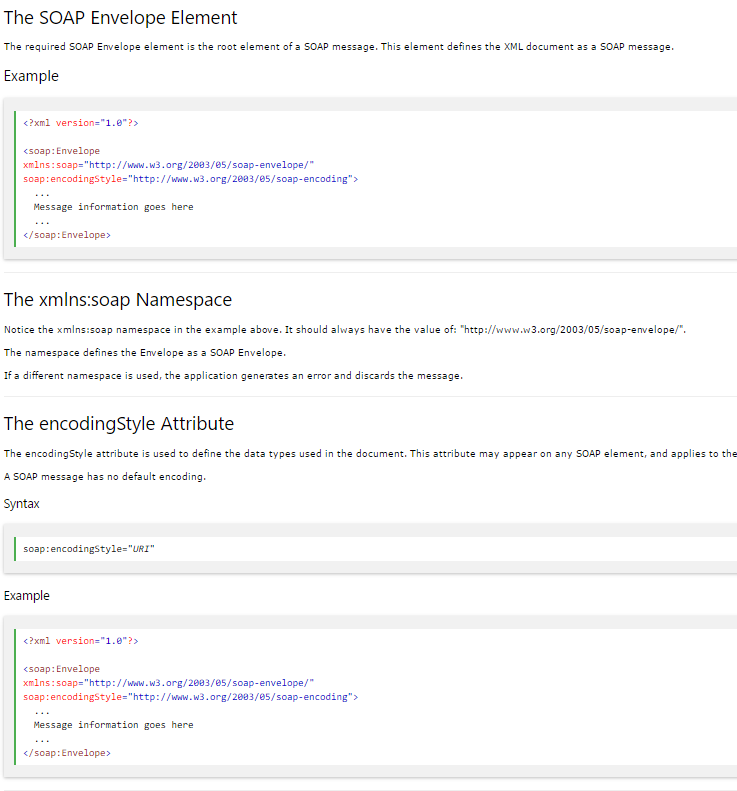 The SOAP Envelope Element
The required SOAP Envelope element is the root element of a SOAP message. This element defines the XML document as a SOAP message.
Example
<?xml version="1.0"?>
<soap:Envelope
xmlns:soap="http://www.w3.org/2003/05/soap-envelope/"
soap:encodingStyle="http://www.w3.org/2003/05/soap-encoding">
...
Message information goes here
...
</soap:Envelope>
The xmlns:soap Namespace
Notice the xmlns:soap namespace in the example above. It should always have the value of: "http://www.w3.org/2003/05/soap-envelope/".
The namespace defines the Envelope as a SOAP Envelope.
If a different namespace is used, the application generates an error and discards the message.
The encodingStyle Attribute
The encodingStyle attribute is used to define the data types used in the document. This attribute may appear on any SOAP element, and applies to the
A SOAP message has no default encoding.
Syntax
soap:encodingStyle="URI"
Example
<?xml version="1.0"?>
<soap:Envelope
xmlns:soap="http://www.w3.org/2003/05/soap-envelope/"
soap:encodingStyle="http://www.w3.org/2003/05/soap-encoding">
...
Message information goes here
...
</soap:Envelope>